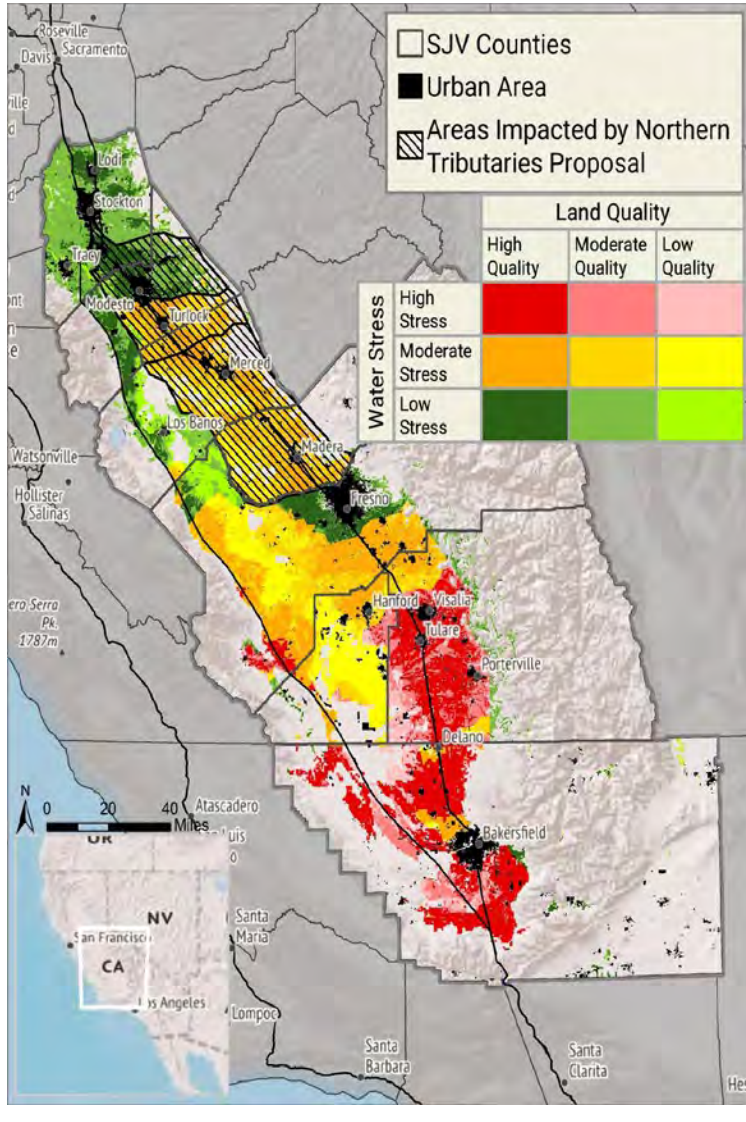 Roseville
Sacramento
Davis
SJV Counties
Urban Area
Areas Impacted by Northern
Tributaries Proposal
Land Quality
High
Quality
Moderate
Quality
Low
Quality
Water Stress
High
Stress
Moderate
Stress
Low
Stress
Lodi
Stockton
Tracy
Modesto
Turlock
Merced
Los Banos
Madera
Watsonville
Hollister
Salinas
Fresno
Pk.
1787m
Hanford
Visalia
Tulare
Porterville
Delano
Bakersfield
N
0 20 40
Miles
Atascadero
NV
CA
San Francisco
Los Angeles
Santa
Maria
Lompoc
Santa
Barbara
Santa
Clarita